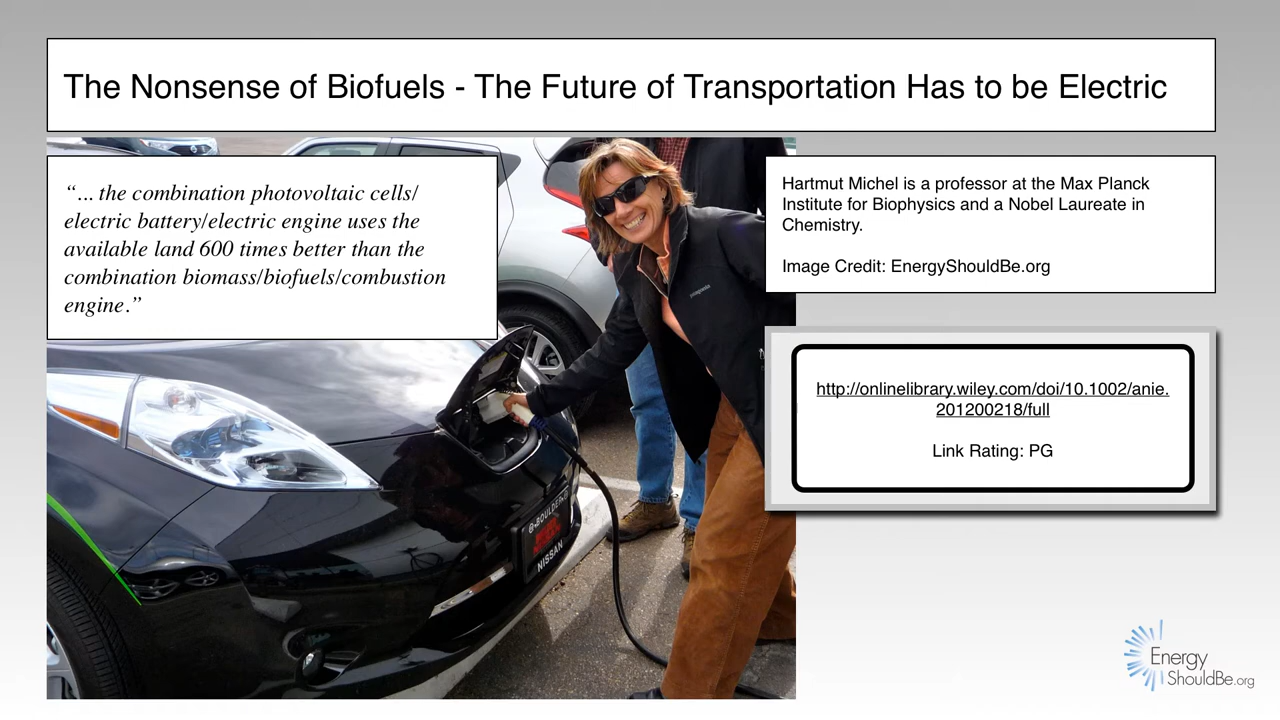 The Nonsense of Biofuels - The Future of Transportation Has to be Electric
“... the combination photovoltaic cells/
electric battery/electric engine uses the
available land 600 times better than the
combination biomass/biofuels/combustion
engine.”
Hartmut Michel is a professor at the Max Planck
Institute for Biophysics and a Nobel Laureate in
Chemistry.
Image Credit: EnergyShouldBe.org
http://onlinelibrary.wiley.com/doi/10.1002/anie.
201200218/full
Link Rating: PG
patagonia
NISSAN
Energy
ShouldBe.org